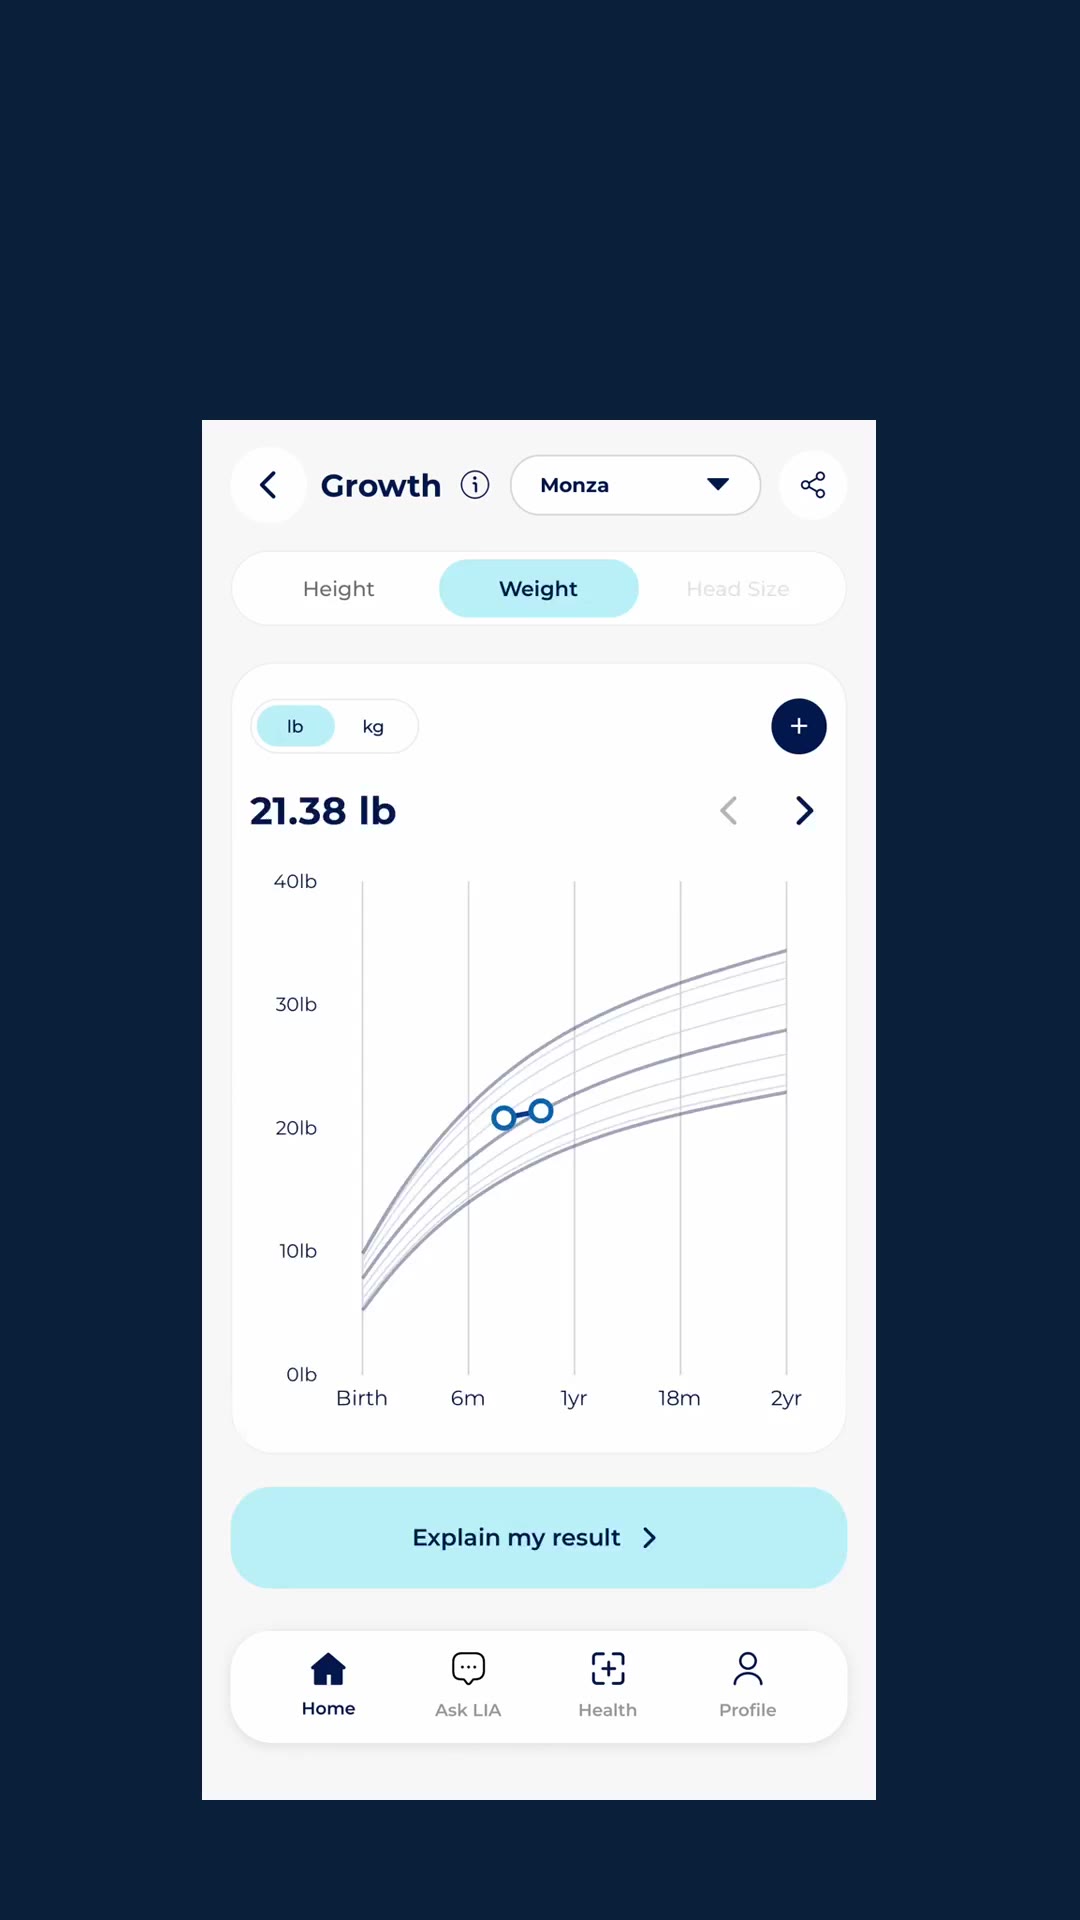 Growth
Monza
Height
Weight
Head Size
lb
kg
+
21.38 lb
40lb
30lb
20lb
10lb
0lb
Birth
6m
1yr
18m
2yr
Explain my result
Home
Ask LIA
Health
Profile